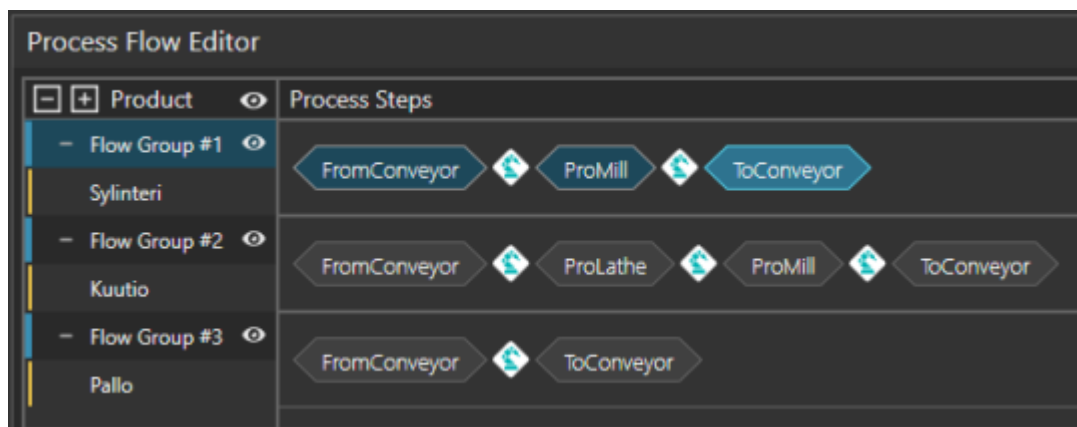 Process Flow Editor
Product Process Steps
Flow Group #1
FromConveyor ProMill ToConveyor
Sylinteri
Flow Group #2
FromConveyor ProLathe ProMill ToConveyor
Kuutio
Flow Group #3
FromConveyor ToConveyor
Pallo